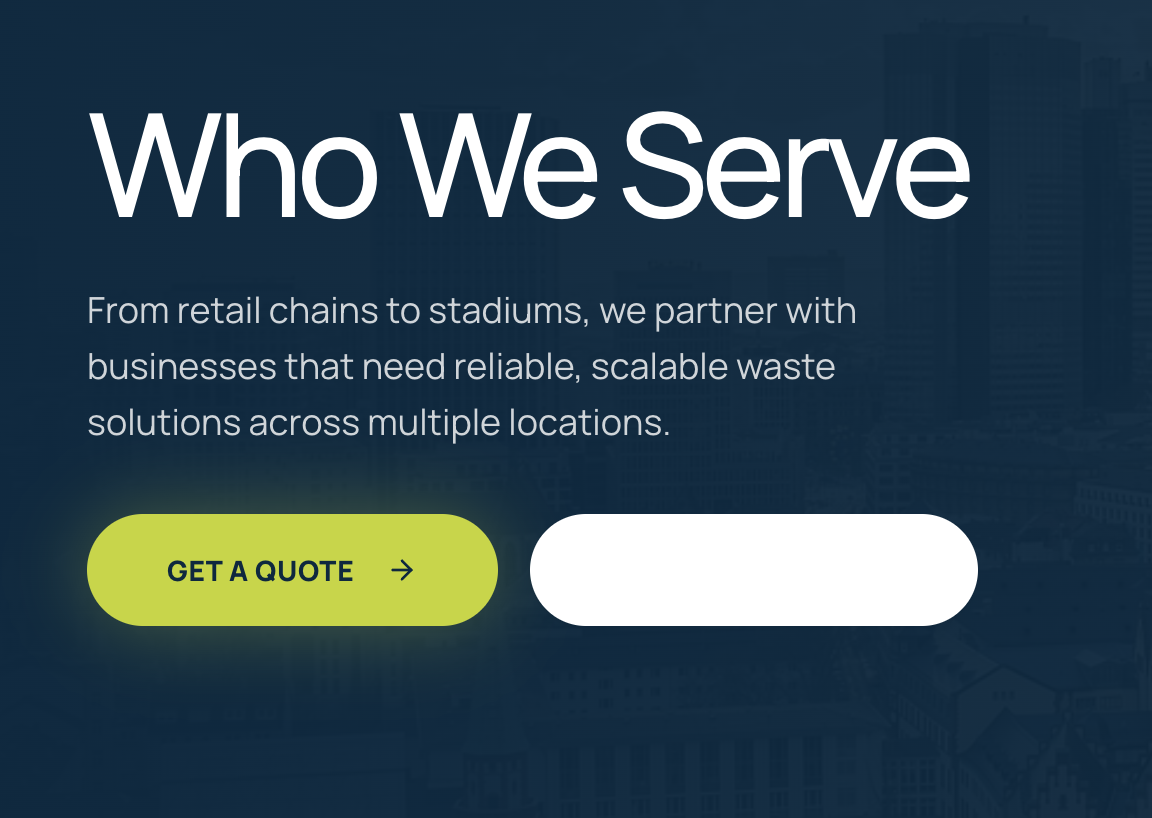 Who We Serve
From retail chains to stadiums, we partner with
businesses that need reliable, scalable waste
solutions across multiple locations.
GET A QUOTE →